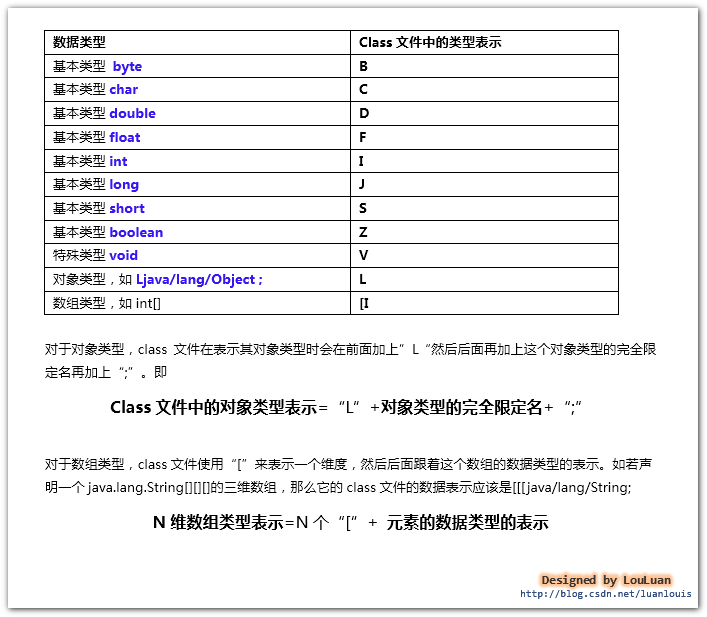 数据类型 Class 文件中的类型表示
基本类型 byte B
基本类型 char C
基本类型 double D
基本类型 float F
基本类型 int I
基本类型 long J
基本类型 short S
基本类型 boolean Z
特殊类型 void V
对象类型，如 Ljava/lang/Object ; L
数组类型，如 int[] [I
对于对象类型，class 文件在表示其对象类型时会在前面加上”L“然后后面再加上这个对象类型的完全限
定名再加上“;”。即
Class 文件中的对象类型表示=“L”+对象类型的完全限定名+“;”
对于数组类型，class 文件使用“[”来表示一个维度，然后后面跟着这个数组的数据类型的表示。如若声
明一个 java.lang.String[][][]的三维数组，那么它的 class 文件的数据表示应该是[[[java/lang/String;
N 维数组类型表示=N 个“[”+ 元素的数据类型的表示
Designed by LouLuan
http://blog.csdn.net/luanlouis